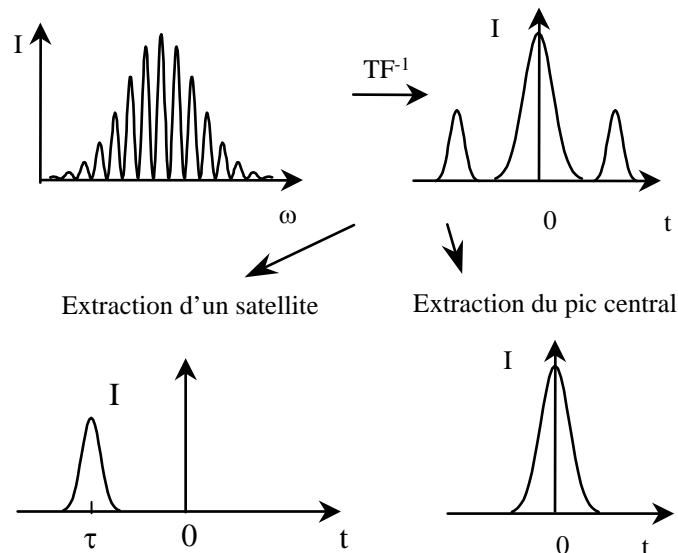 I
ω
TF⁻¹
I
0
t
Extraction d'un satellite
Extraction du pic central
I
τ
0
t
I
0
t